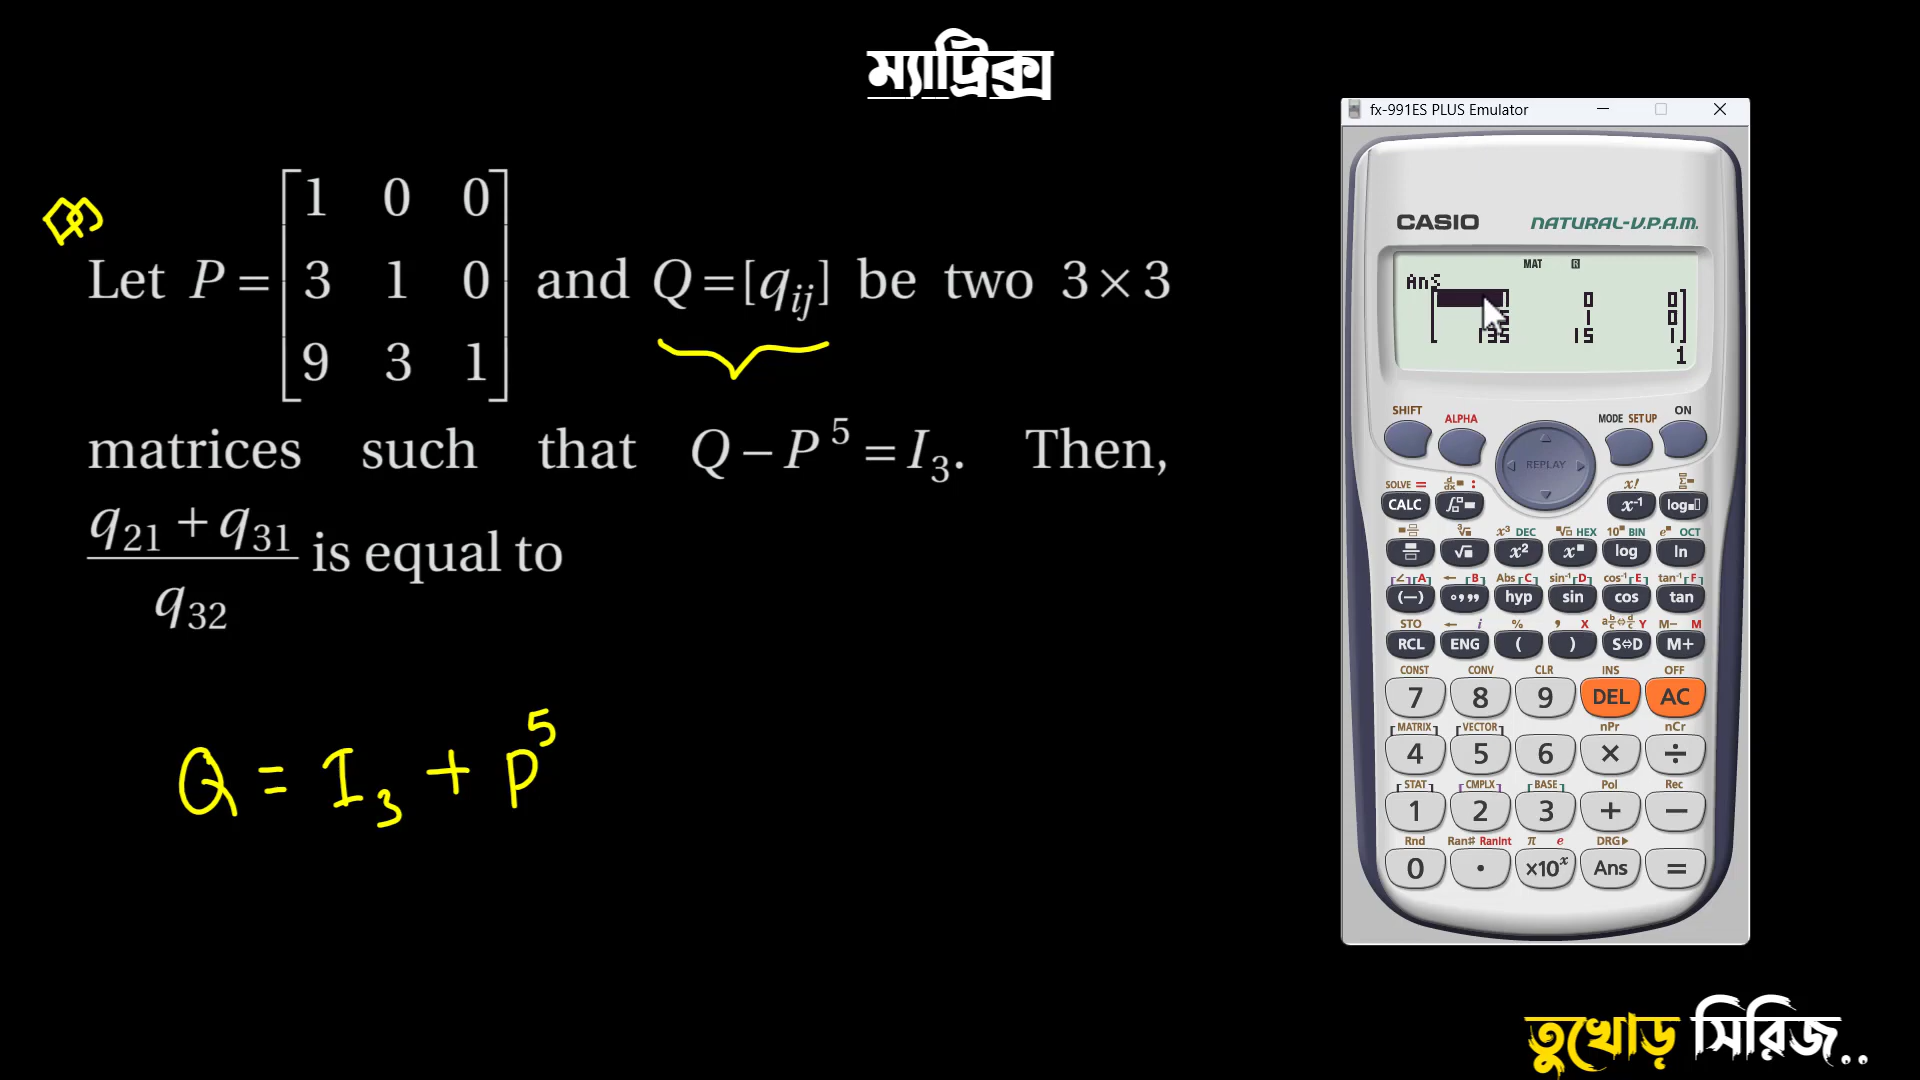 ম্যাট্রিক্স
Let P = [1 0 0; 3 1 0; 9 3 1] and Q = [q_ij] be two 3 × 3
matrices such that Q − P^5 = I_3. Then,
(q_21 + q_31) / q_32 is equal to
Q = I_3 + P^5
fx-991ES PLUS Emulator
CASIO NATURAL-V.P.A.M.
MAT
Ans
1 0 0
1 0
135 15 1
1
SHIFT ALPHA MODE SETUP ON
REPLAY
SOLVE = d/dx : x! Σ
CALC ∫ x⁻¹ log
³√ x³ DEC √ HEX 10 BIN e OCT
√ x² x log ln
∠ [A] ← [B] Abs [C] sin⁻¹ [D] cos⁻¹ [E] tan⁻¹ [F]
(−) hyp sin cos tan
STO ← i % , X a b/c⇔d/c Y M− M
RCL ENG ( ) S⇔D M+
CONST CONV CLR INS OFF
7 8 9 DEL AC
MATRIX VECTOR nPr nCr
4 5 6 × ÷
STAT CMPLX BASE Pol Rec
1 2 3 + −
Rnd Ran# RanInt π e DRG▶
0 . ×10^x Ans =
তুখোড় সিরিজ..